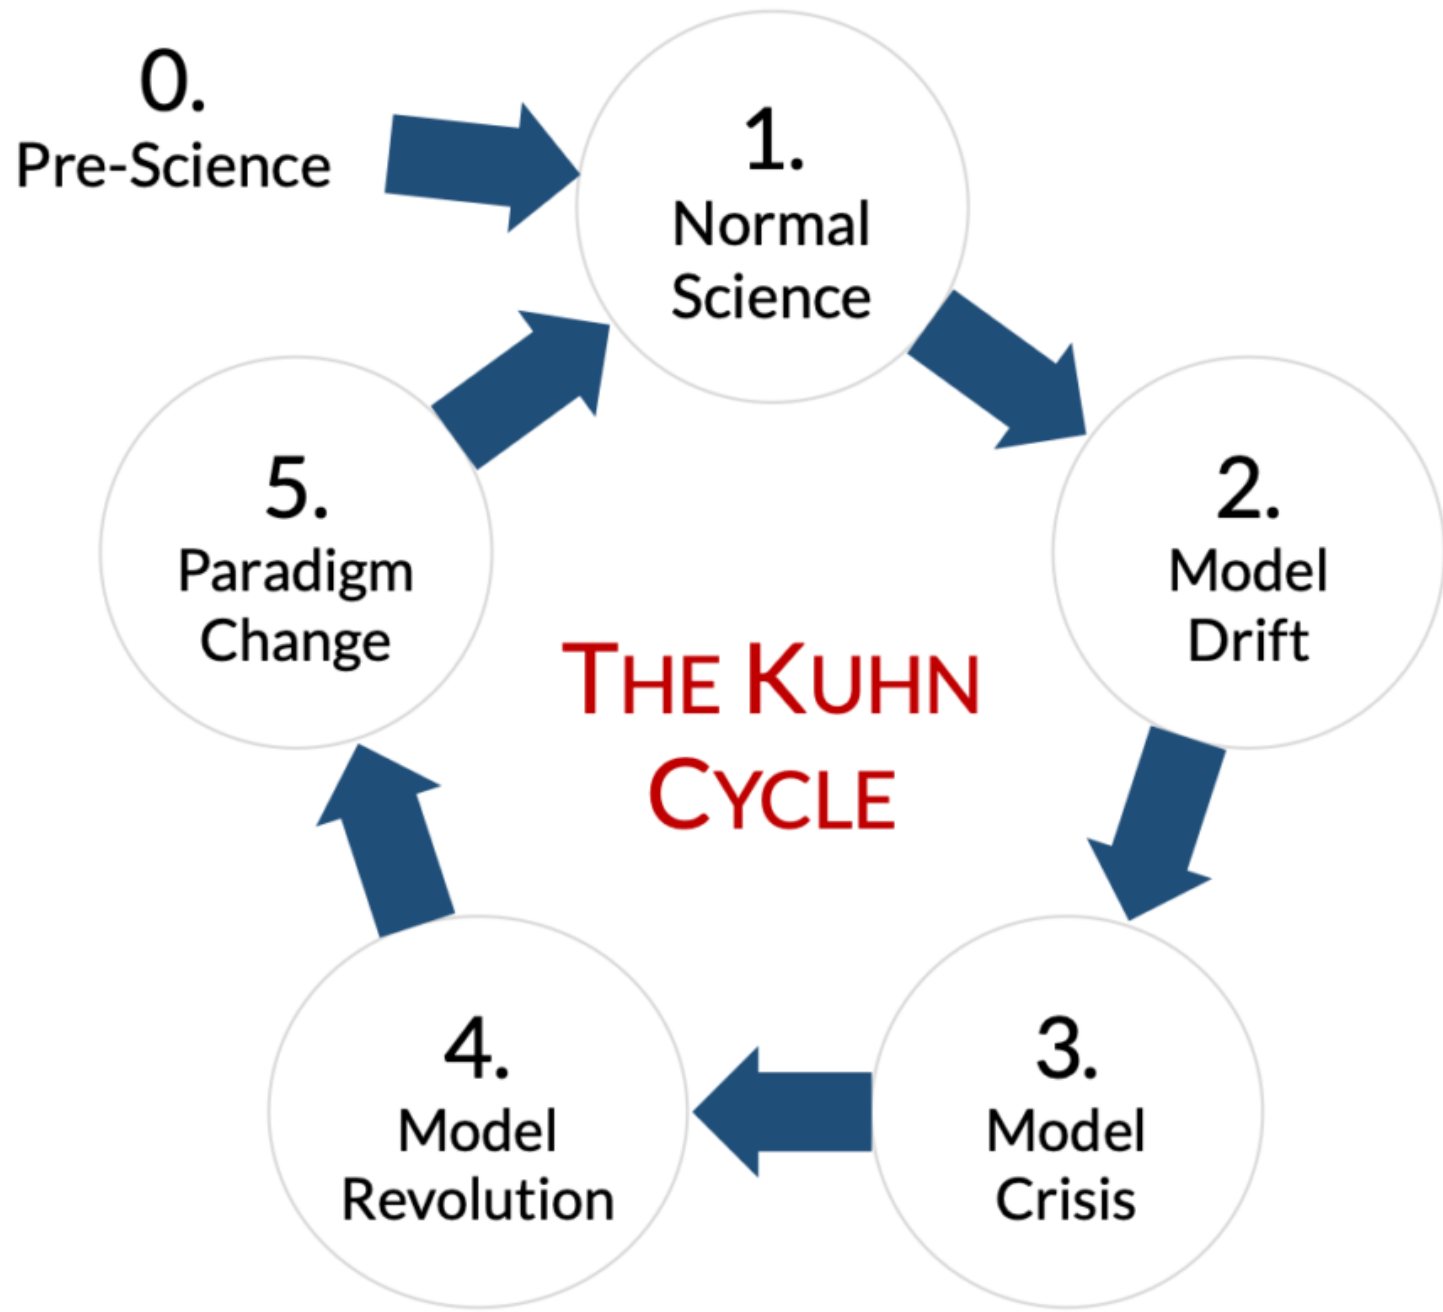 0.
Pre-Science
1.
Normal
Science
2.
Model
Drift
3.
Model
Crisis
4.
Model
Revolution
5.
Paradigm
Change
THE KUHN
CYCLE